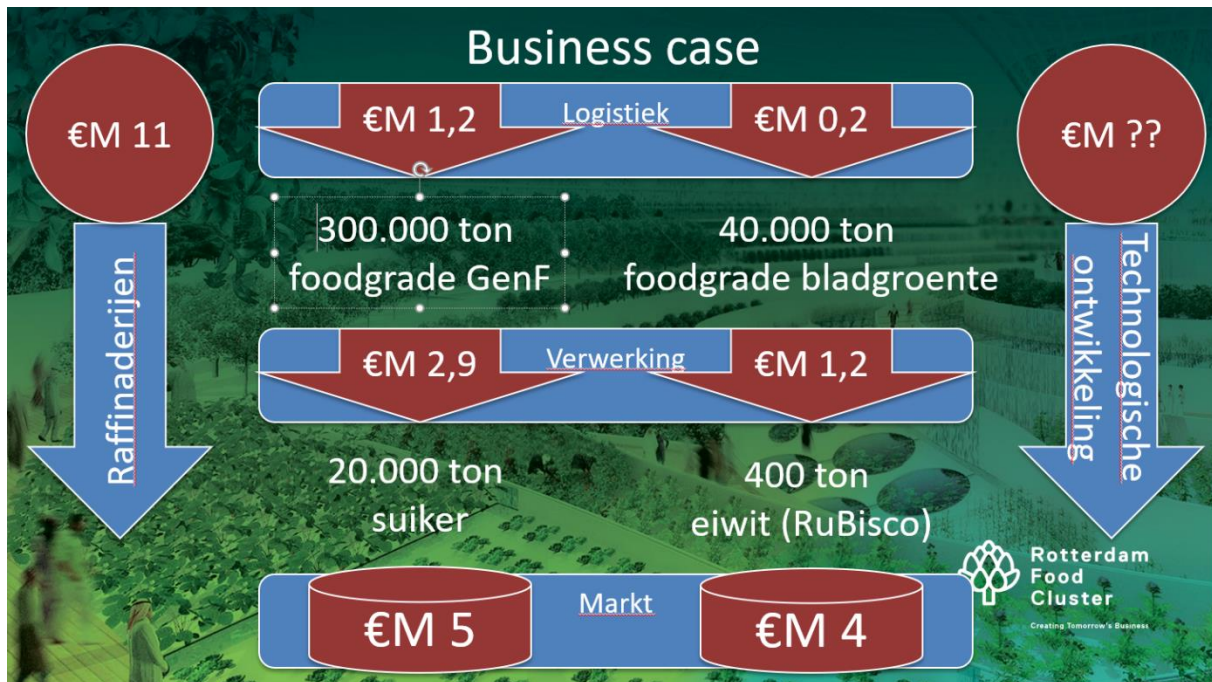 Business case
€M 11
€M 1,2
Logistiek
€M 0,2
€M ??
300.000 ton
foodgrade GenF
40.000 ton
foodgrade bladgroente
Raffinaderijen
Technologische
ontwikkeling
€M 2,9
Verwerking
€M 1,2
20.000 ton
suiker
400 ton
eiwit (RuBisco)
Rotterdam
Food
Cluster
Creating Tomorrow's Business
€M 5
Markt
€M 4